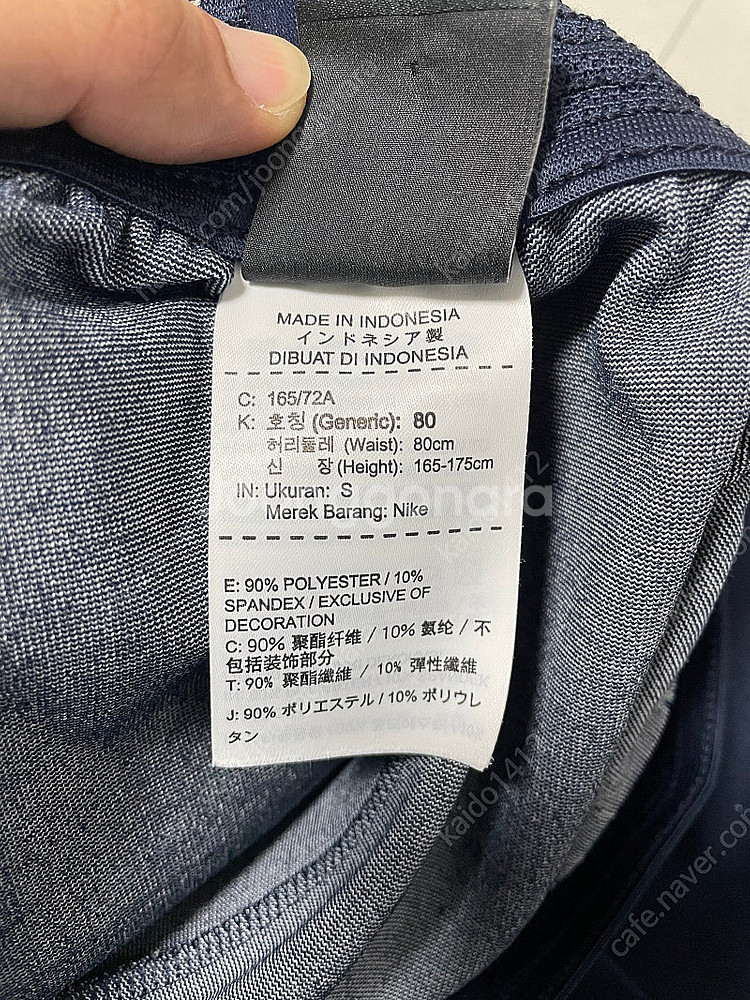 MADE IN INDONESIA
インドネシア製
DIBUAT DI INDONESIA
C: 165/72A
K: 호칭 (Generic): 80
허리둘레 (Waist): 80cm
신 장 (Height): 165-175cm
IN: Ukuran: S
Merek Barang: Nike
joongonara
E: 90% POLYESTER / 10%
SPANDEX / EXCLUSIVE OF
DECORATION
C: 90% 聚酯纤维 / 10% 氨纶 / 不
包括装饰部分
T: 90% 聚酯纖維 / 10% 彈性纖維
J: 90% ポリエステル / 10% ポリウレ
タン
kaido1412
cafe.naver.com